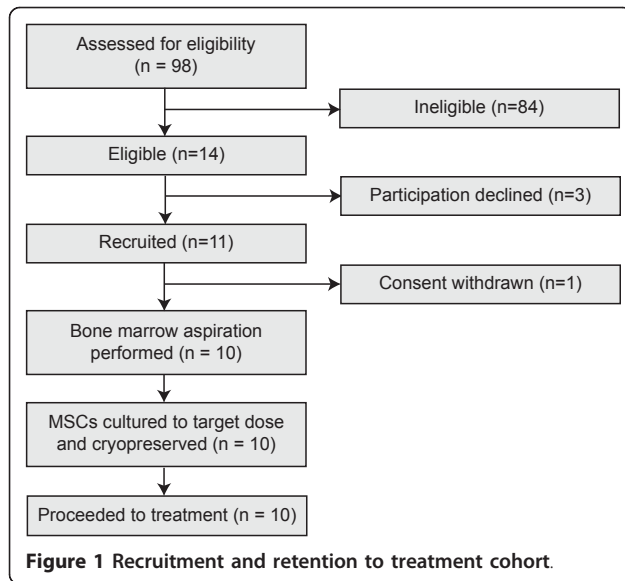 Assessed for eligibility
(n = 98)
Ineligible (n=84)
Eligible (n=14)
Participation declined (n=3)
Recruited (n=11)
Consent withdrawn (n=1)
Bone marrow aspiration
performed (n = 10)
MSCs cultured to target dose
and cryopreserved (n = 10)
Proceeded to treatment (n = 10)
Figure 1 Recruitment and retention to treatment cohort.